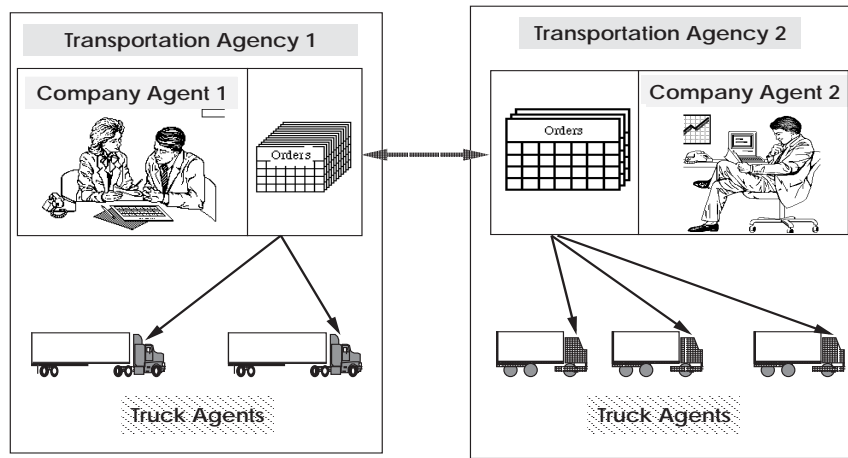 Transportation Agency 1
Company Agent 1
Orders
Truck Agents
Transportation Agency 2
Orders
Company Agent 2
Truck Agents